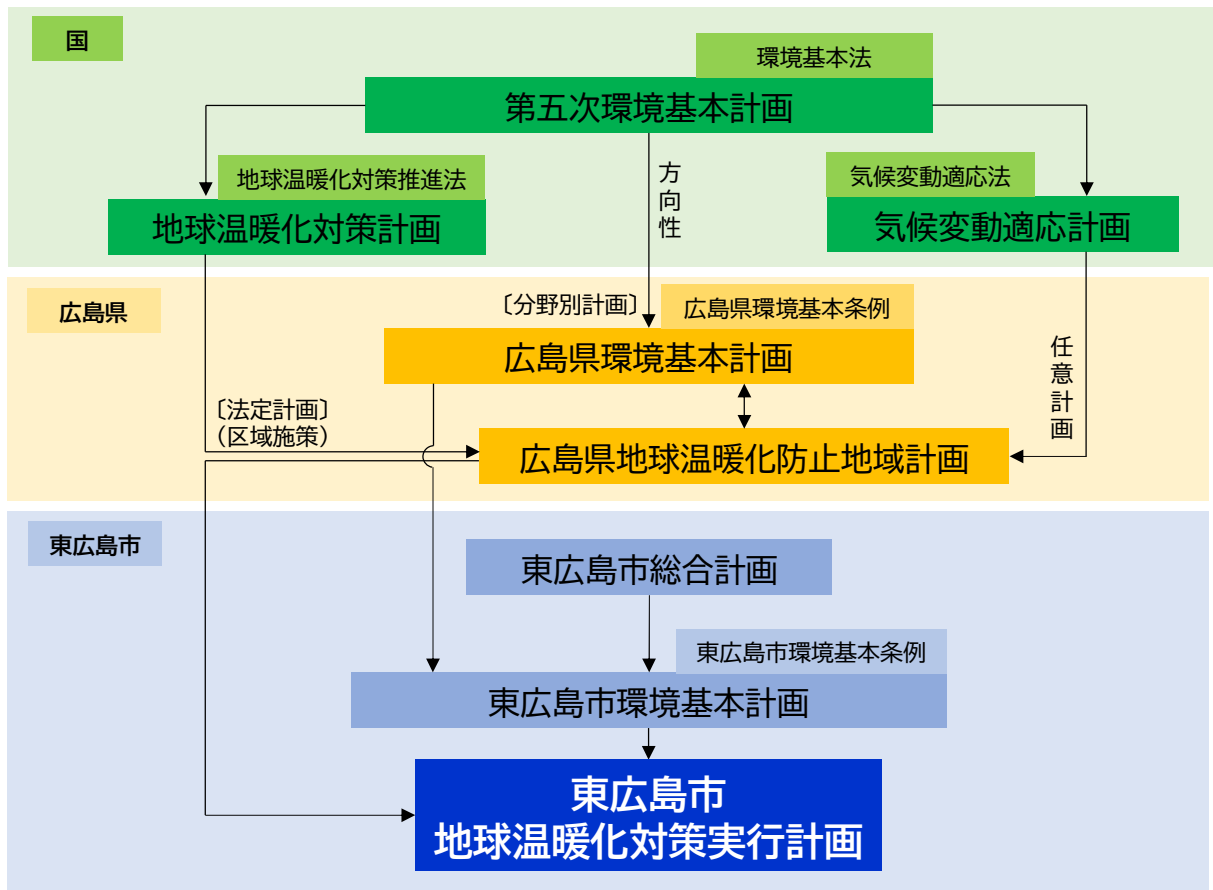 国
環境基本法
第五次環境基本計画
地球温暖化対策推進法
地球温暖化対策計画
方向性
気候変動適応法
気候変動適応計画
広島県
〔分野別計画〕
広島県環境基本条例
広島県環境基本計画
任意計画
〔法定計画〕
（区域施策）
広島県地球温暖化防止地域計画
東広島市
東広島市総合計画
東広島市環境基本条例
東広島市環境基本計画
東広島市
地球温暖化対策実行計画